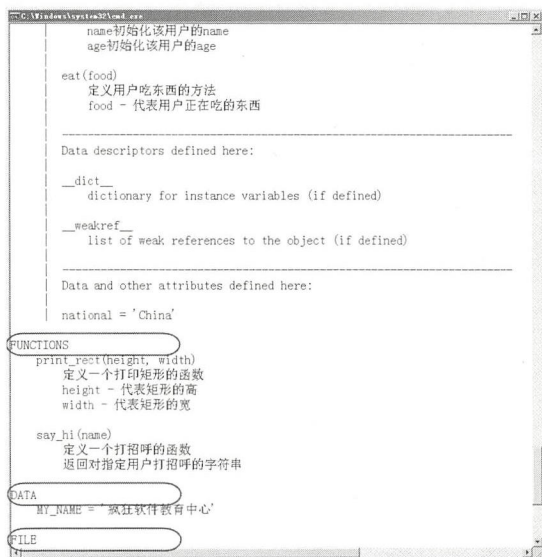 C:\Windows\system32\cmd.exe
name初始化该用户的name
age初始化该用户的age
eat(food)
定义用户吃东西的方法
food - 代表用户正在吃的东西
Data descriptors defined here:
__dict__
dictionary for instance variables (if defined)
__weakref__
list of weak references to the object (if defined)
Data and other attributes defined here:
national = 'China'
FUNCTIONS
print_rect(height, width)
定义一个打印矩形的函数
height - 代表矩形的高
width - 代表矩形的宽
say_hi(name)
定义一个打招呼的函数
返回对指定用户打招呼的字符串
DATA
MY_NAME = '疯狂软件教育中心'
FILE